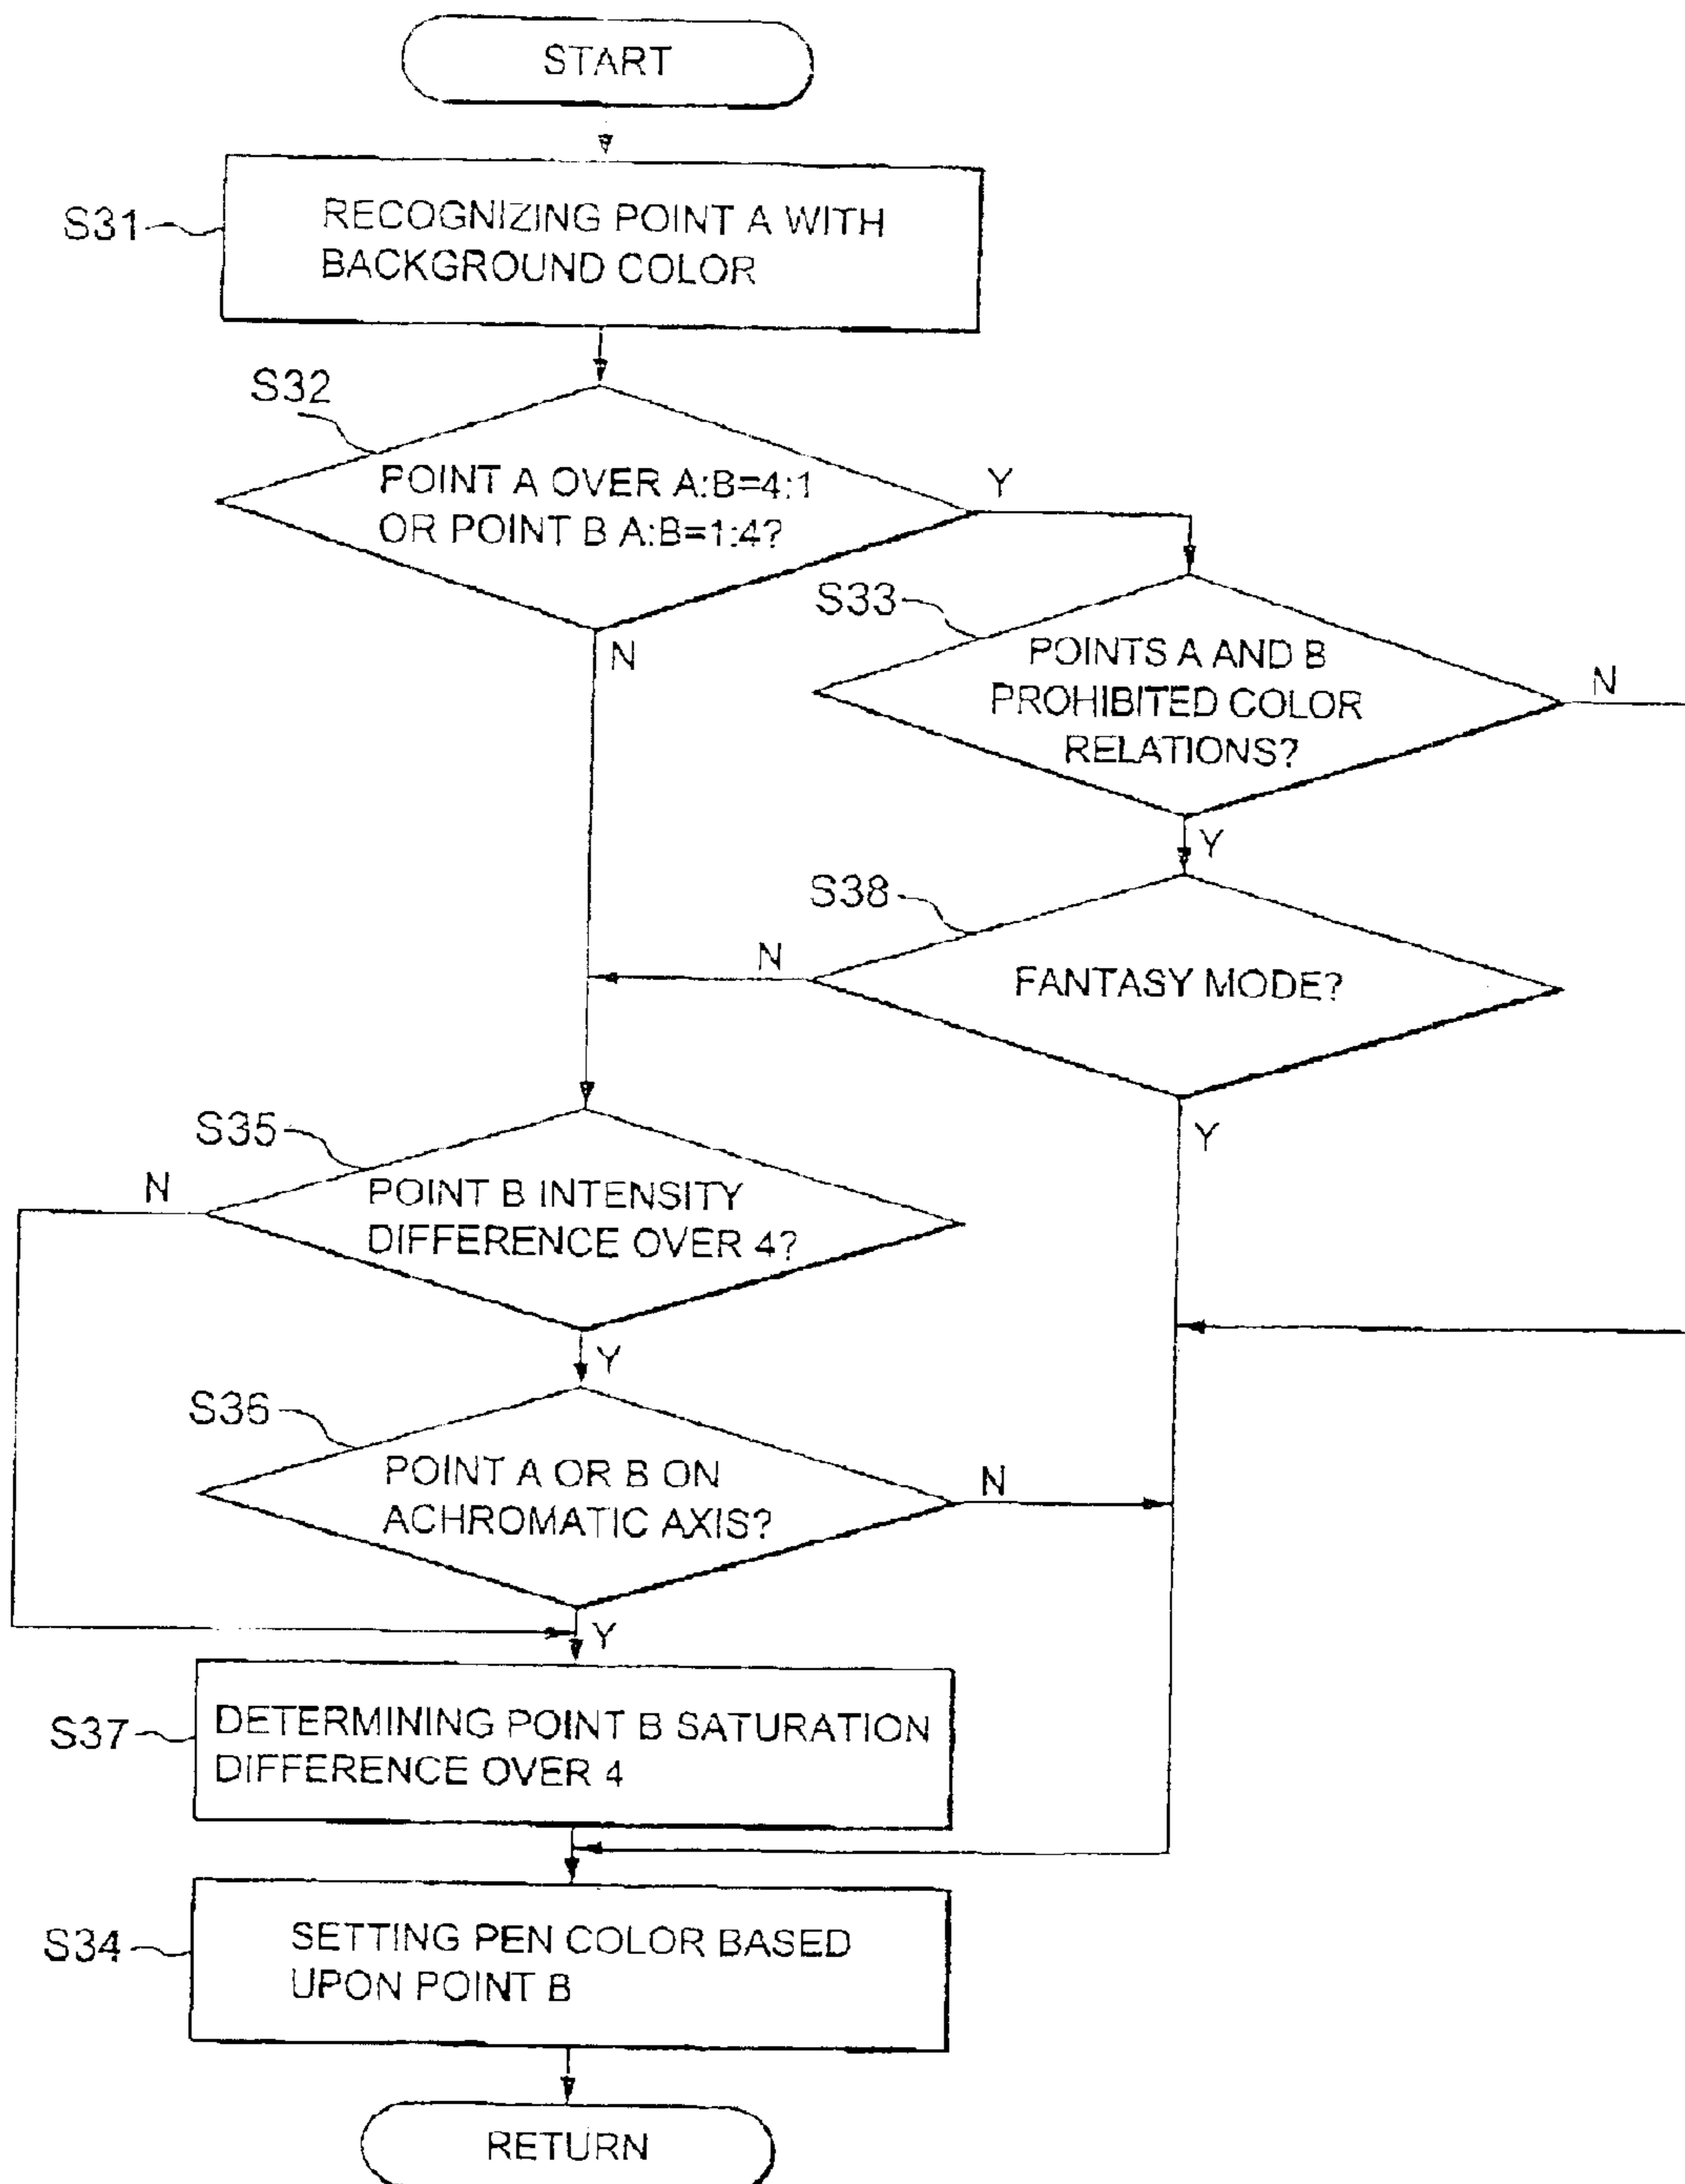 START
S31
RECOGNIZING POINT A WITH
BACKGROUND COLOR
S32
POINT A OVER A:B=4:1
OR POINT B A:B=1:4?
Y
N
S33
POINTS A AND B
PROHIBITED COLOR
RELATIONS?
N
Y
S38
FANTASY MODE?
N
Y
S35
POINT B INTENSITY
DIFFERENCE OVER 4?
N
Y
S36
POINT A OR B ON
ACHROMATIC AXIS?
N
Y
S37
DETERMINING POINT B SATURATION
DIFFERENCE OVER 4
S34
SETTING PEN COLOR BASED
UPON POINT B
RETURN